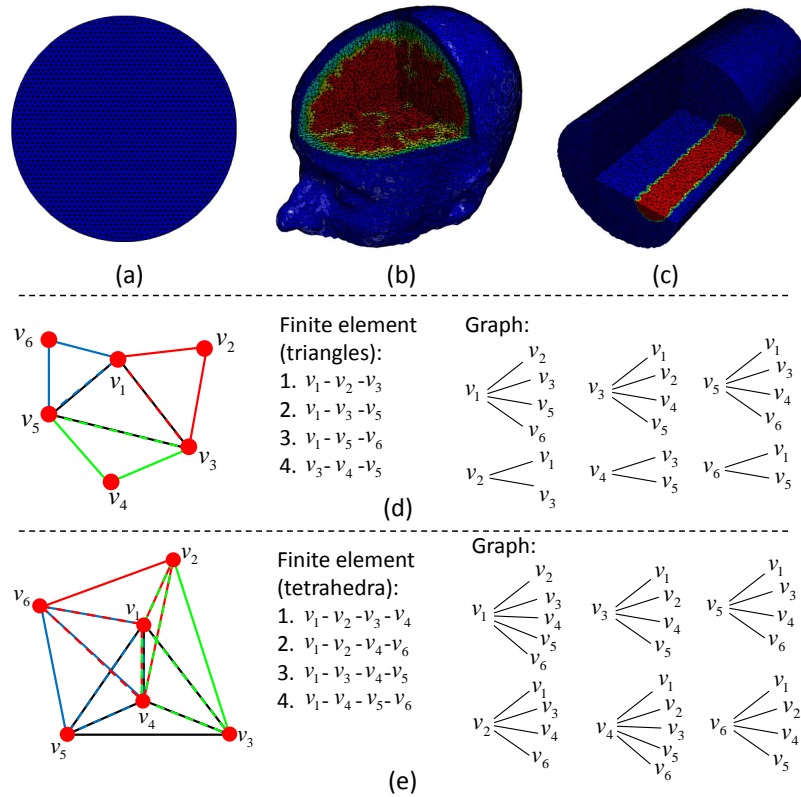 (a)
(b)
(c)
v6
v1
v2
v5
v3
v4
Finite element
(triangles):
1. v1 - v2 - v3
2. v1 - v3 - v5
3. v1 - v5 - v6
4. v3 - v4 - v5
Graph:
v1
v2
v3
v5
v6
v3
v1
v2
v4
v5
v5
v1
v3
v4
v6
v2
v1
v3
v4
v3
v5
v6
v1
v5
(d)
v2
v6
v1
v4
v5
v3
Finite element
(tetrahedra):
1. v1 - v2 - v3 - v4
2. v1 - v2 - v4 - v6
3. v1 - v3 - v4 - v5
4. v1 - v4 - v5 - v6
Graph:
v1
v2
v3
v4
v5
v6
v3
v1
v2
v4
v5
v5
v1
v3
v4
v6
v2
v1
v3
v4
v6
v4
v1
v2
v3
v5
v6
v6
v1
v2
v4
v5
(e)